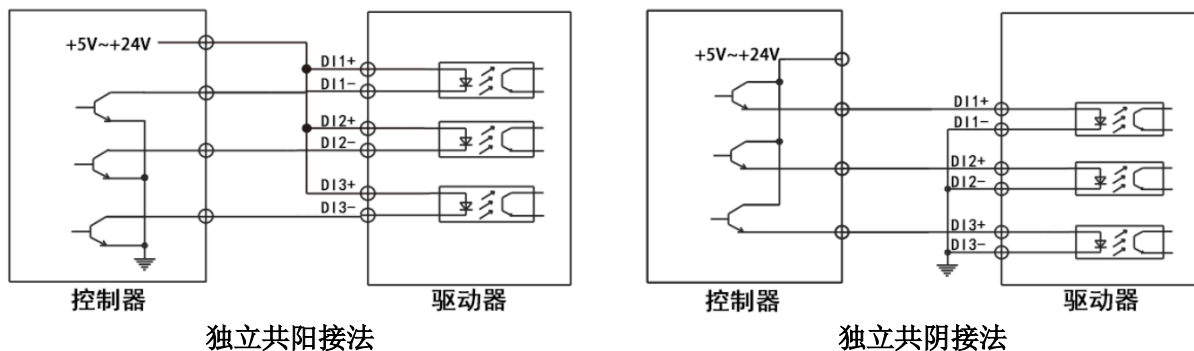 +5V~+24V
DI1+
DI1-
DI2+
DI2-
DI3+
DI3-
控制器
驱动器
独立共阳接法
+5V~+24V
DI1+
DI1-
DI2+
DI2-
DI3+
DI3-
控制器
驱动器
独立共阴接法